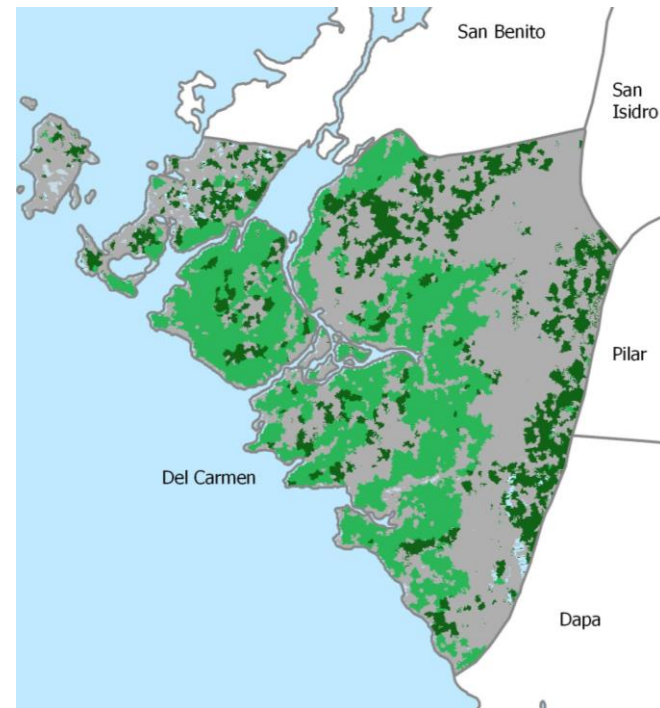 San Benito
San
Isidro
Pilar
Del Carmen
Dapa